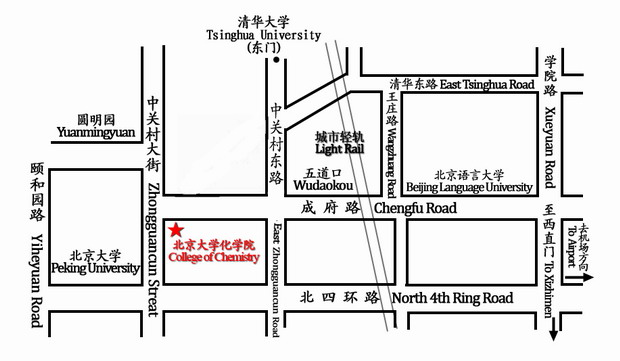 清华大学
Tsinghua University
(东门)
清华东路 East Tsinghua Road
学院路 Xueyuan Road
王庄路 Wangzhuang Road
中关村大街 Zhongguancun Streat
中关村东路
East Zhongguancun Road
圆明园
Yuanmingyuan
城市轻轨
Light Rail
五道口
Wudaokou
北京语言大学
Beijing Language University
颐和园路 Yiheyuan Road
成府路 Chengfu Road
至西直门 To Xizhimen
去机场方向
To Airport
北京大学
Peking University
北京大学化学院
College of Chemistry
北四环路 North 4th Ring Road